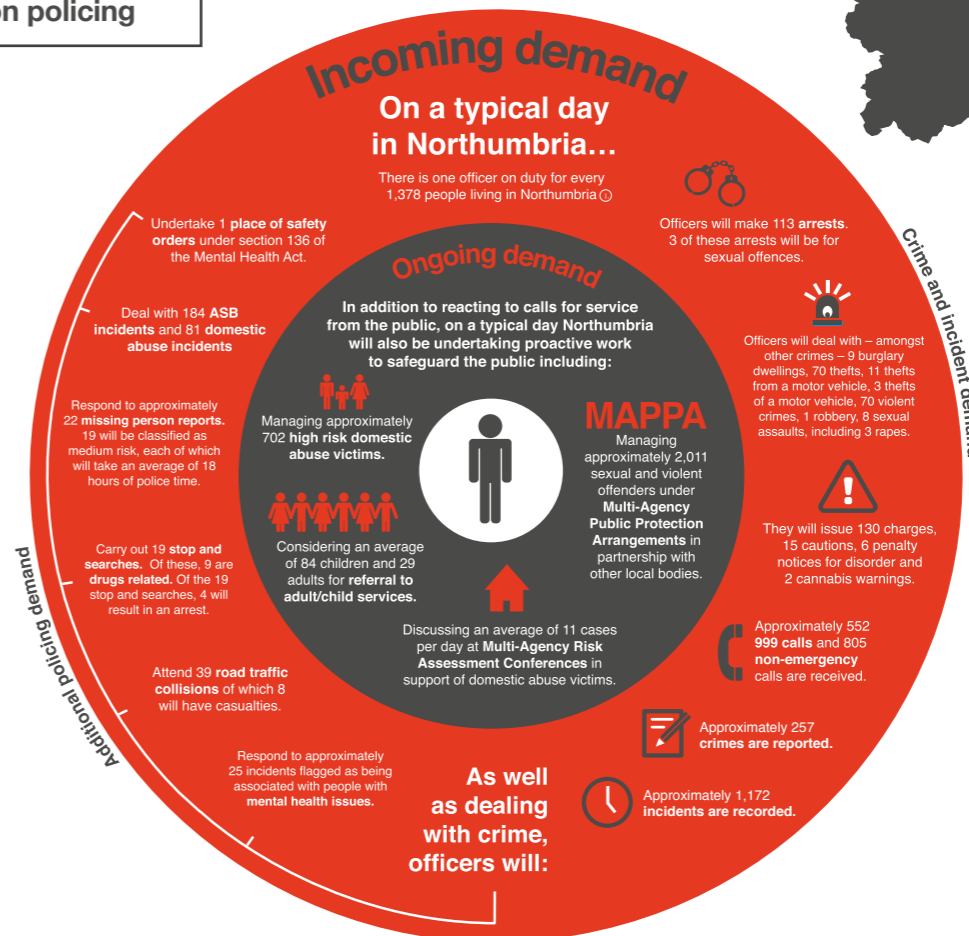 on policing
Incoming demand
On a typical day
in Northumbria...
There is one officer on duty for every
1,378 people living in Northumbria
Officers will make 113 arrests.
3 of these arrests will be for
sexual offences.
Crime and incident demand
Officers will deal with – amongst
other crimes – 9 burglary
dwellings, 70 thefts, 11 thefts
from a motor vehicle, 3 thefts
of a motor vehicle, 70 violent
crimes, 1 robbery, 8 sexual
assaults, including 3 rapes.
They will issue 130 charges,
15 cautions, 6 penalty
notices for disorder and
2 cannabis warnings.
Approximately 552
999 calls and 805
non-emergency
calls are received.
Approximately 257
crimes are reported.
Approximately 1,172
incidents are recorded.
As well
as dealing
with crime,
officers will:
Additional policing demand
Undertake 1 place of safety
orders under section 136 of
the Mental Health Act.
Deal with 184 ASB
incidents and 81 domestic
abuse incidents
Respond to approximately
22 missing person reports.
19 will be classified as
medium risk, each of which
will take an average of 18
hours of police time.
Carry out 19 stop and
searches. Of these, 9 are
drugs related. Of the 19
stop and searches, 4 will
result in an arrest.
Attend 39 road traffic
collisions of which 8
will have casualties.
Respond to approximately
25 incidents flagged as being
associated with people with
mental health issues.
Ongoing demand
In addition to reacting to calls for service
from the public, on a typical day Northumbria
will also be undertaking proactive work
to safeguard the public including:
Managing approximately
702 high risk domestic
abuse victims.
Considering an average
of 84 children and 29
adults for referral to
adult/child services.
MAPPA
Managing
approximately 2,011
sexual and violent
offenders under
Multi-Agency
Public Protection
Arrangements in
partnership with
other local bodies.
Discussing an average of 11 cases
per day at Multi-Agency Risk
Assessment Conferences in
support of domestic abuse victims.